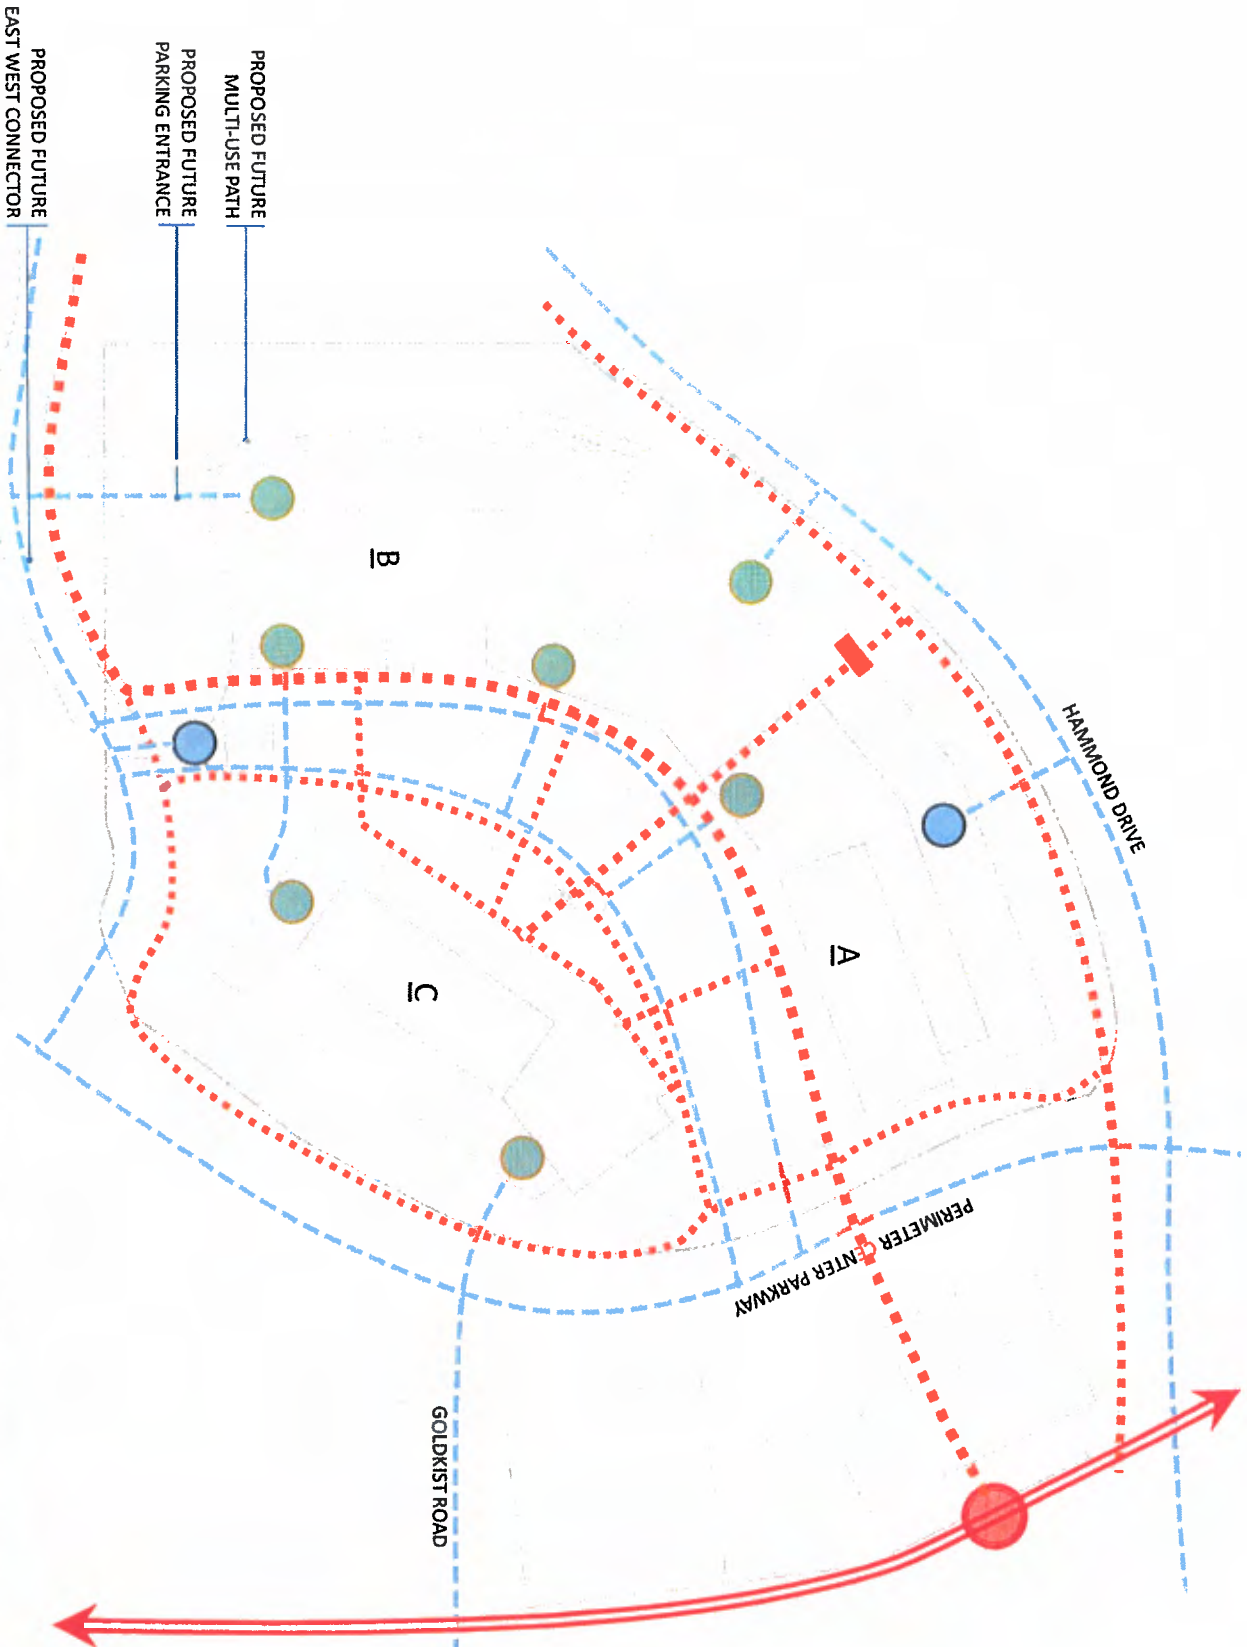 PROPOSED FUTURE
EAST WEST CONNECTOR
PROPOSED FUTURE
PARKING ENTRANCE
PROPOSED FUTURE
MULTI-USE PATH
B
A
C
HAMMOND DRIVE
PERIMETER CENTER PARKWAY
GOLDKIST ROAD